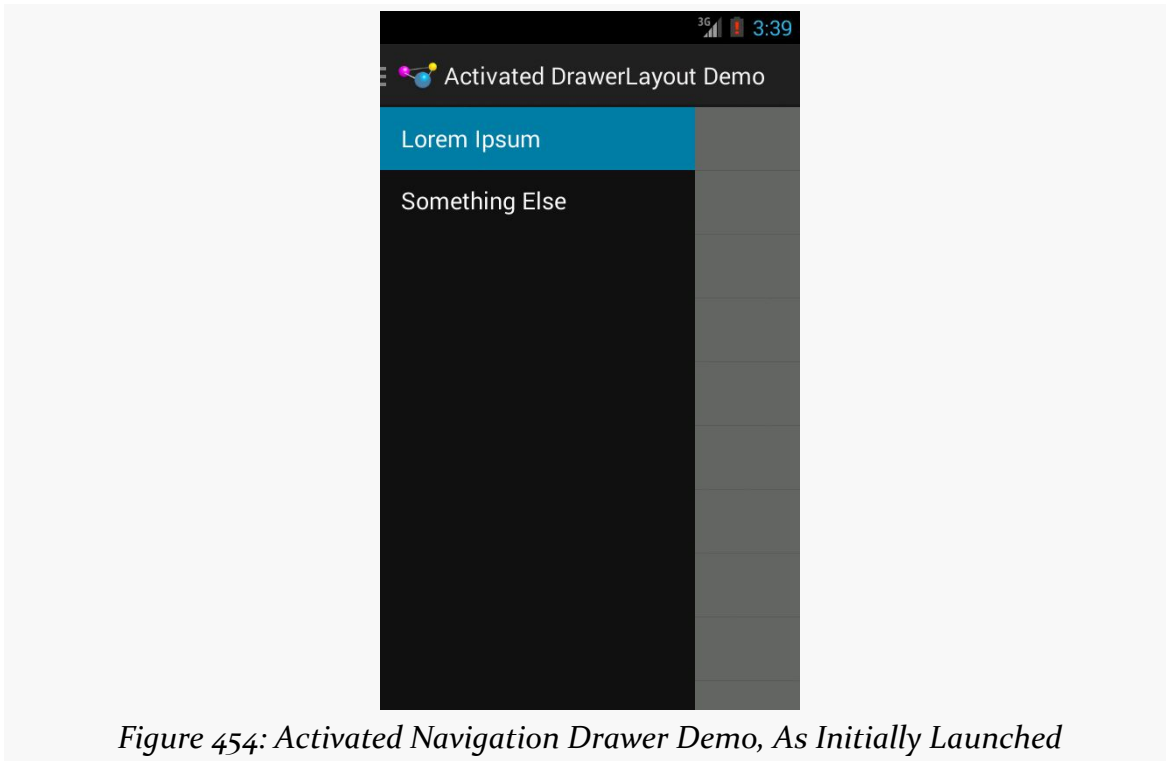 3G 3:39
Activated DrawerLayout Demo
Lorem Ipsum
Something Else
Figure 454: Activated Navigation Drawer Demo, As Initially Launched